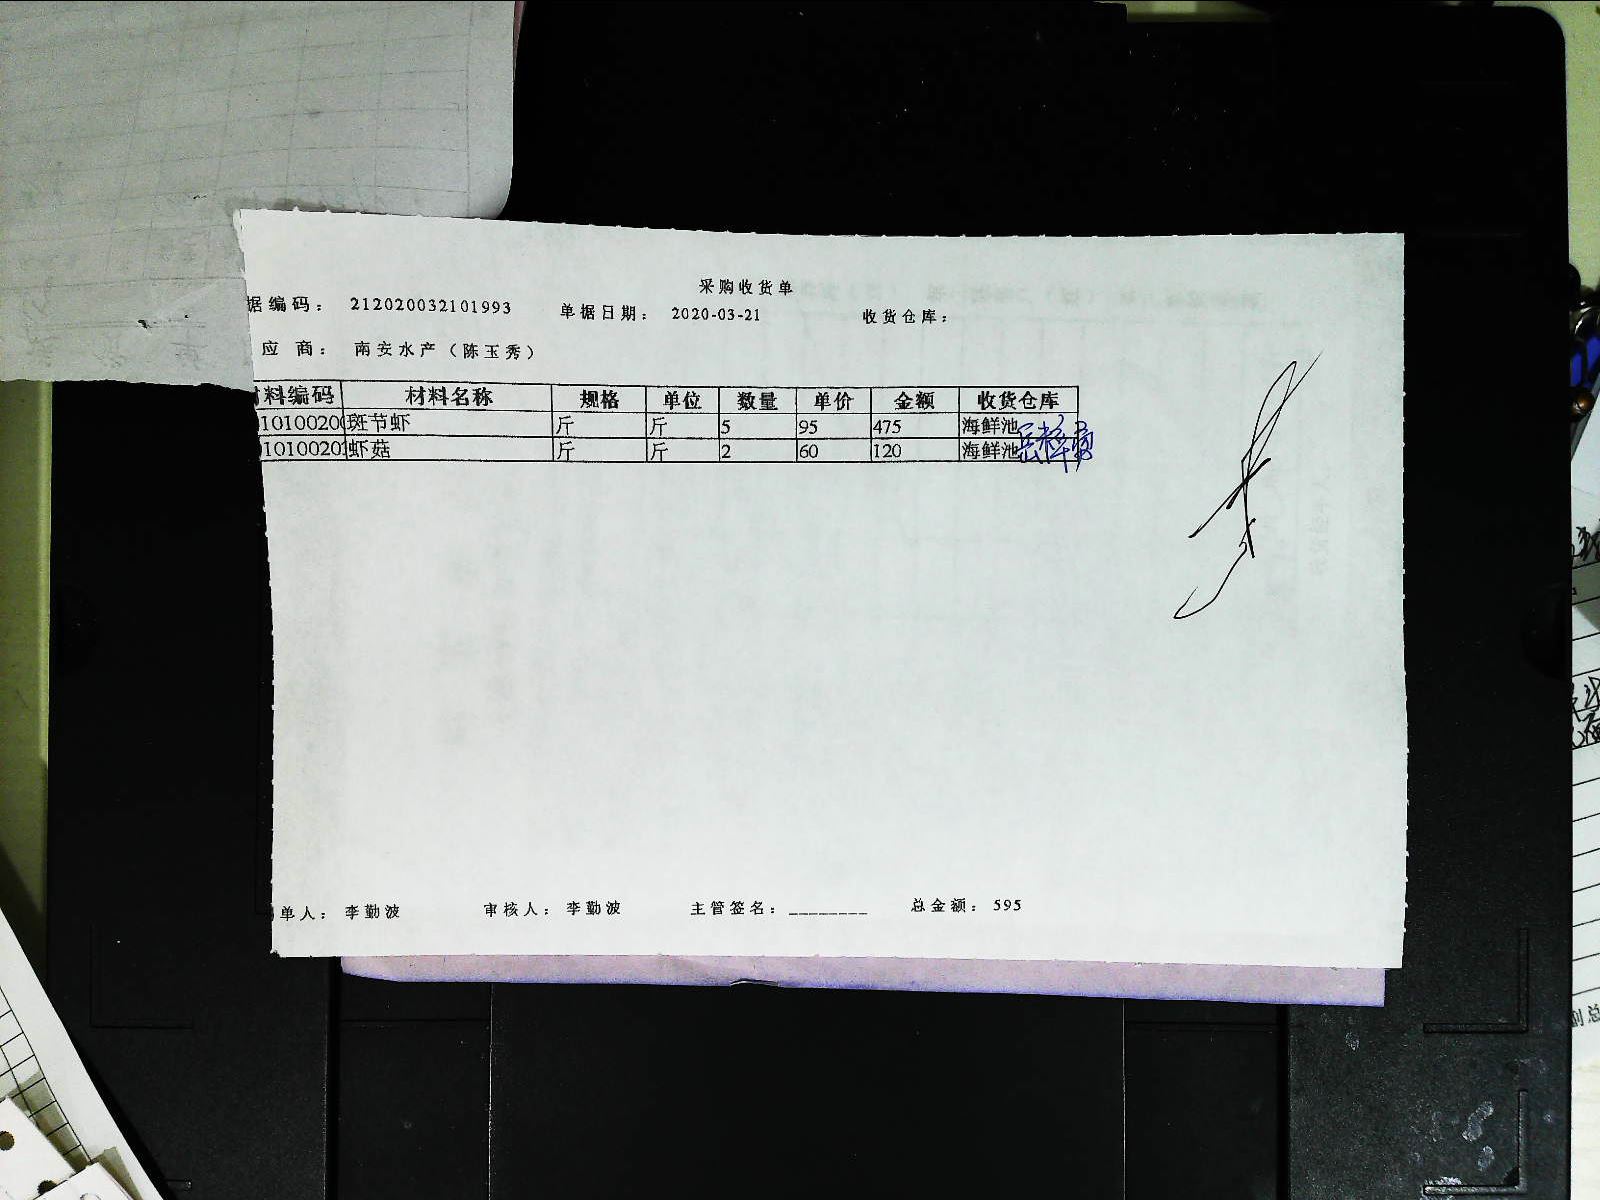 采购收货单
据编码： 212020032101993 单据日期： 2020-03-21 收货仓库：
应 商： 南安水产（陈玉秀）
材料编码 材料名称 规格 单位 数量 单价 金额 收货仓库
10100200 斑节虾 斤 斤 5 95 475 海鲜池
10100202 虾菇 斤 斤 2 60 120 海鲜池
单人： 李勤波 审核人： 李勤波 主管签名：________ 总金额： 595